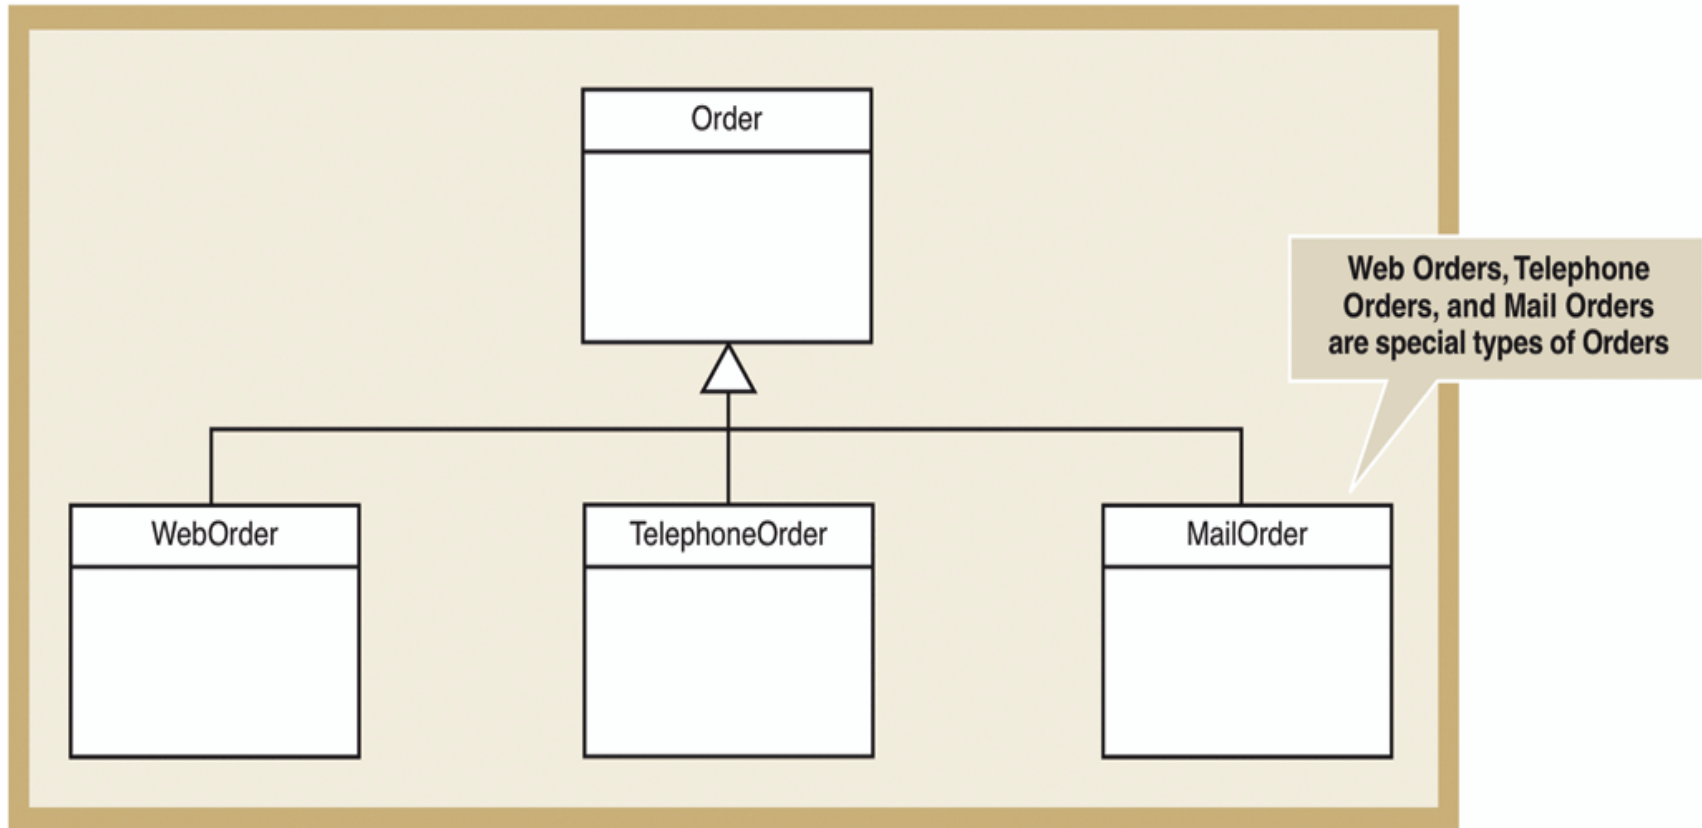 Order
Web Orders, Telephone
Orders, and Mail Orders
are special types of Orders
WebOrder
TelephoneOrder
MailOrder